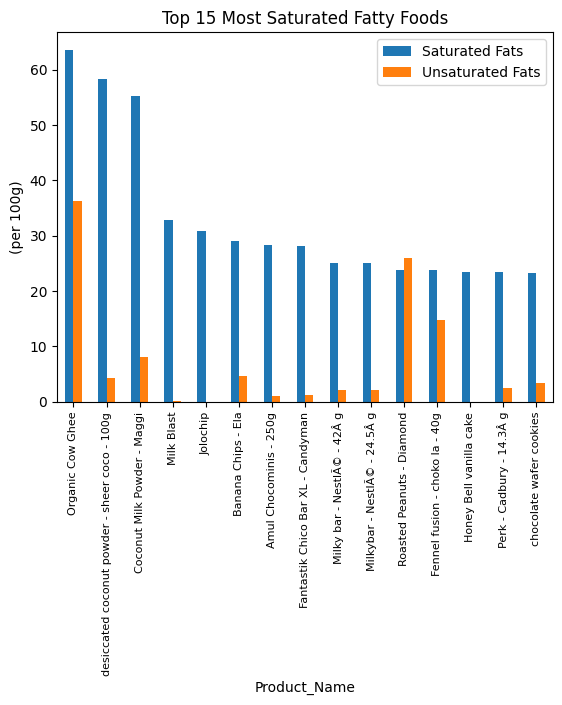 Top 15 Most Saturated Fatty Foods
Saturated Fats
Unsaturated Fats
(per 100g)
60
50
40
30
20
10
0
Organic Cow Ghee
desiccated coconut powder - sheer coco - 100g
Coconut Milk Powder - Maggi
Milk Blast
Jolochip
Banana Chips - Ela
Amul Chocominis - 250g
Fantastik Chico Bar XL - Candyman
Milky bar - NestlÃ© - 42Â g
Milkybar - NestlÃ© - 24.5Â g
Roasted Peanuts - Diamond
Fennel fusion - choko la - 40g
Honey Bell vanilla cake
Perk - Cadbury - 14.3Â g
chocolate wafer cookies
Product_Name